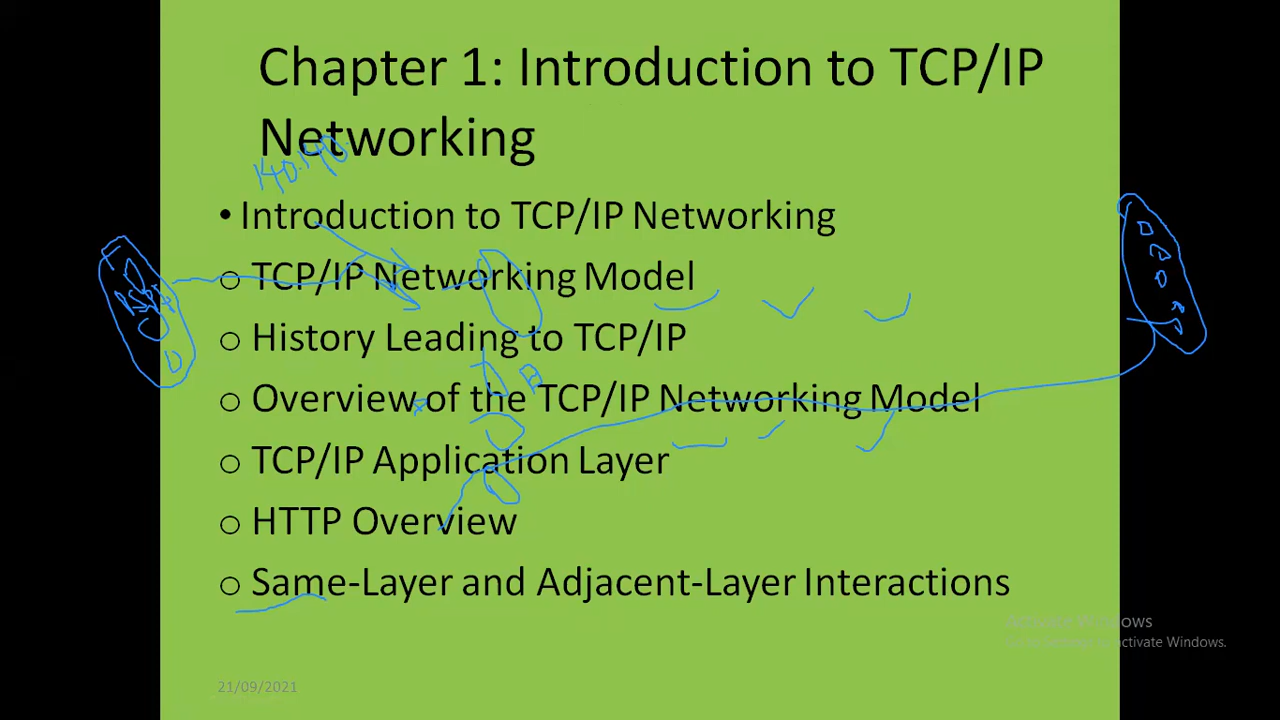 Chapter 1: Introduction to TCP/IP
Networking
140.140.
• Introduction to TCP/IP Networking
o TCP/IP Networking Model
o History Leading to TCP/IP
o Overview of the TCP/IP Networking Model
o TCP/IP Application Layer
o HTTP Overview
o Same-Layer and Adjacent-Layer Interactions
Activate Windows
Go to Settings to activate Windows.
21/09/2021